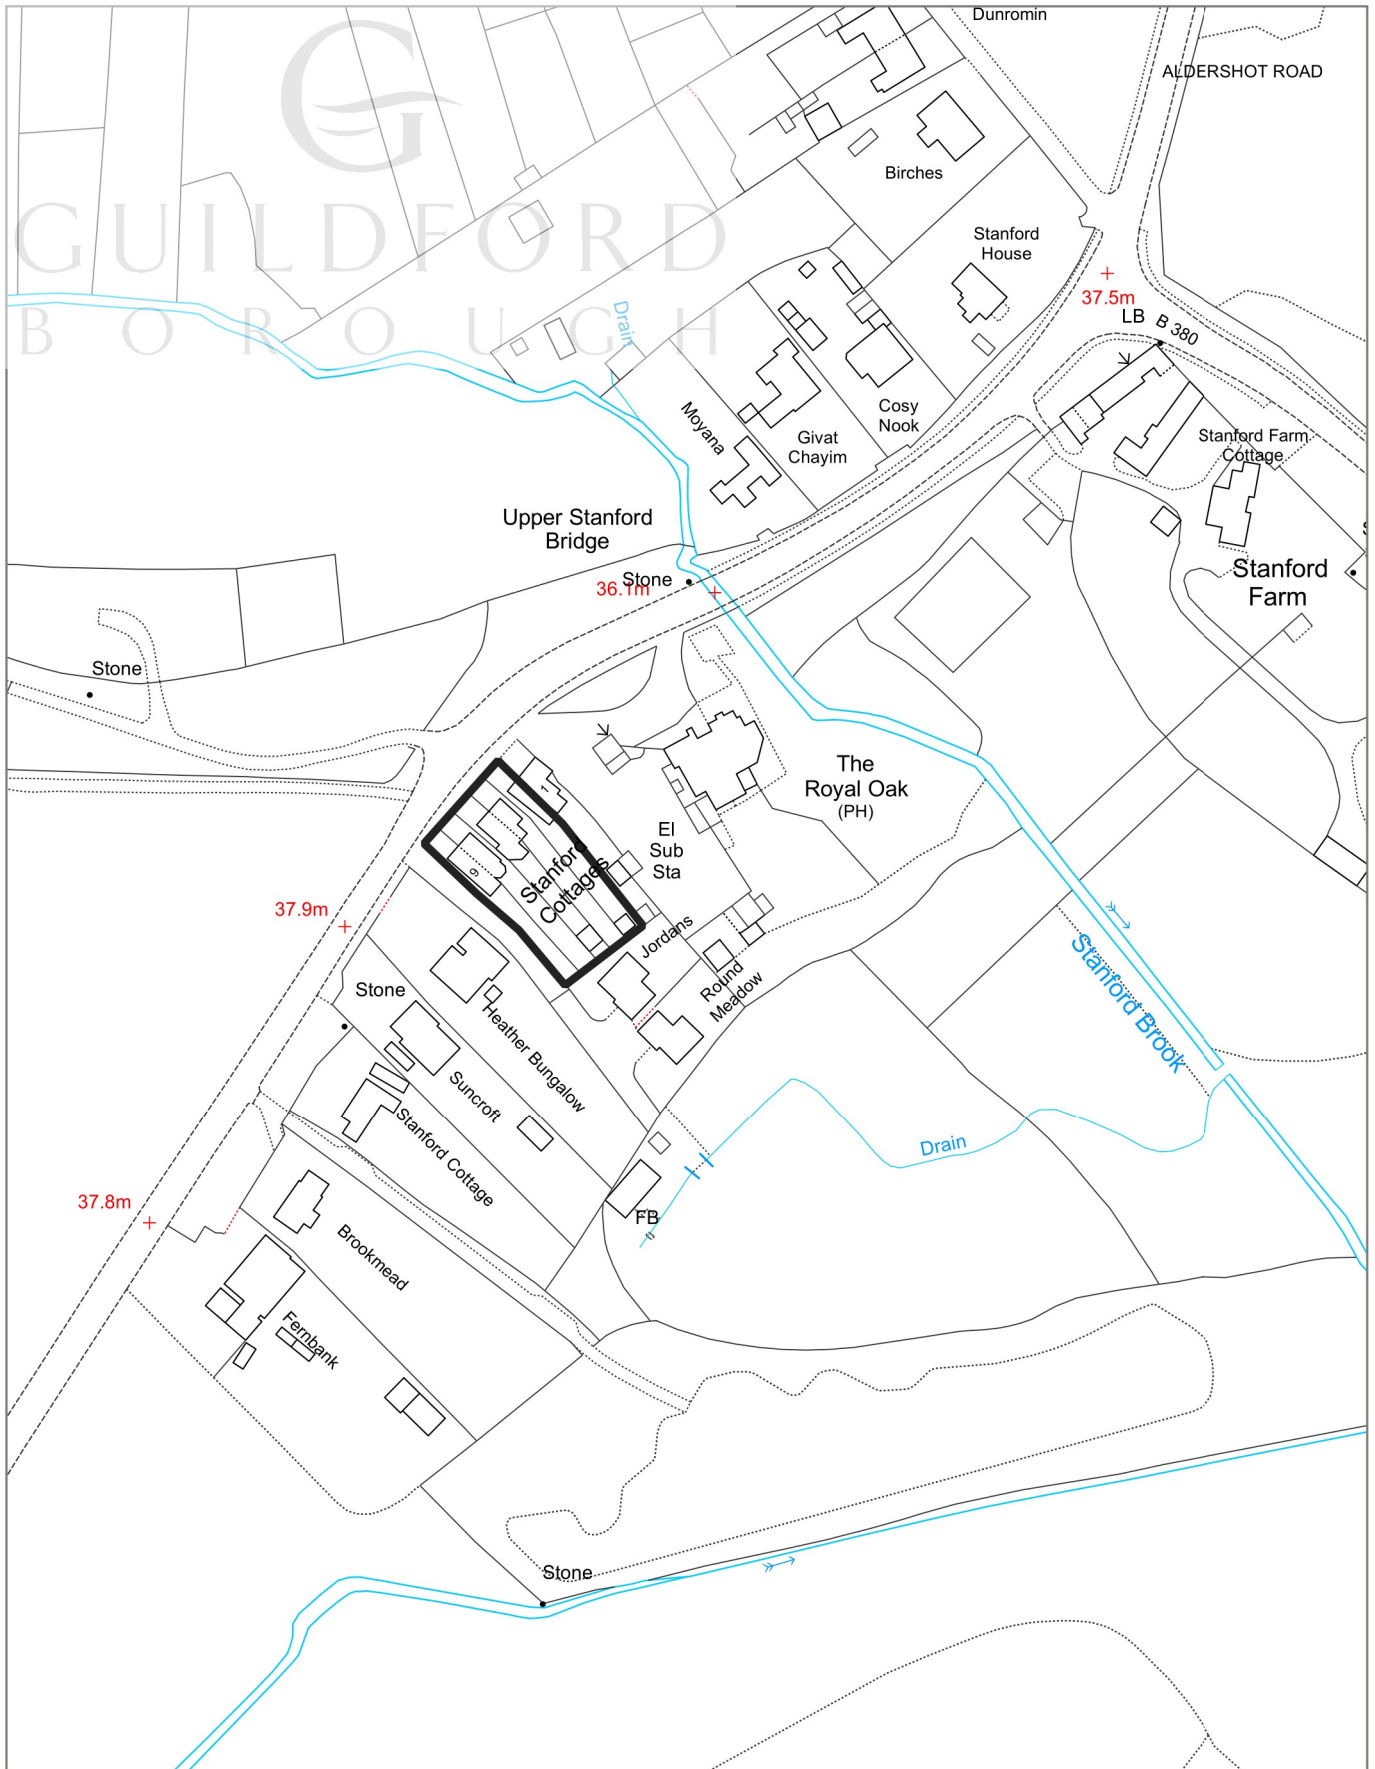 Dunromin
ALDERSHOT ROAD
GUILDFORD
BOROUGH
Birches
Stanford
House
37.5m
LB
B 380
Drain
Moyana
Givat
Chayim
Cosy
Nook
Stanford Farm
Cottage
Upper Stanford
Bridge
Stone
36.1m
Stanford
Farm
Stone
The
Royal Oak
(PH)
1
El
Sub
Sta
Stanford
Cottages
37.9m
Jordans
Round
Meadow
Stanford Brook
Stone
Heather Bungalow
Suncroft
Stanford Cottage
Drain
37.8m
FB
Brookmead
Fernbank
Stone